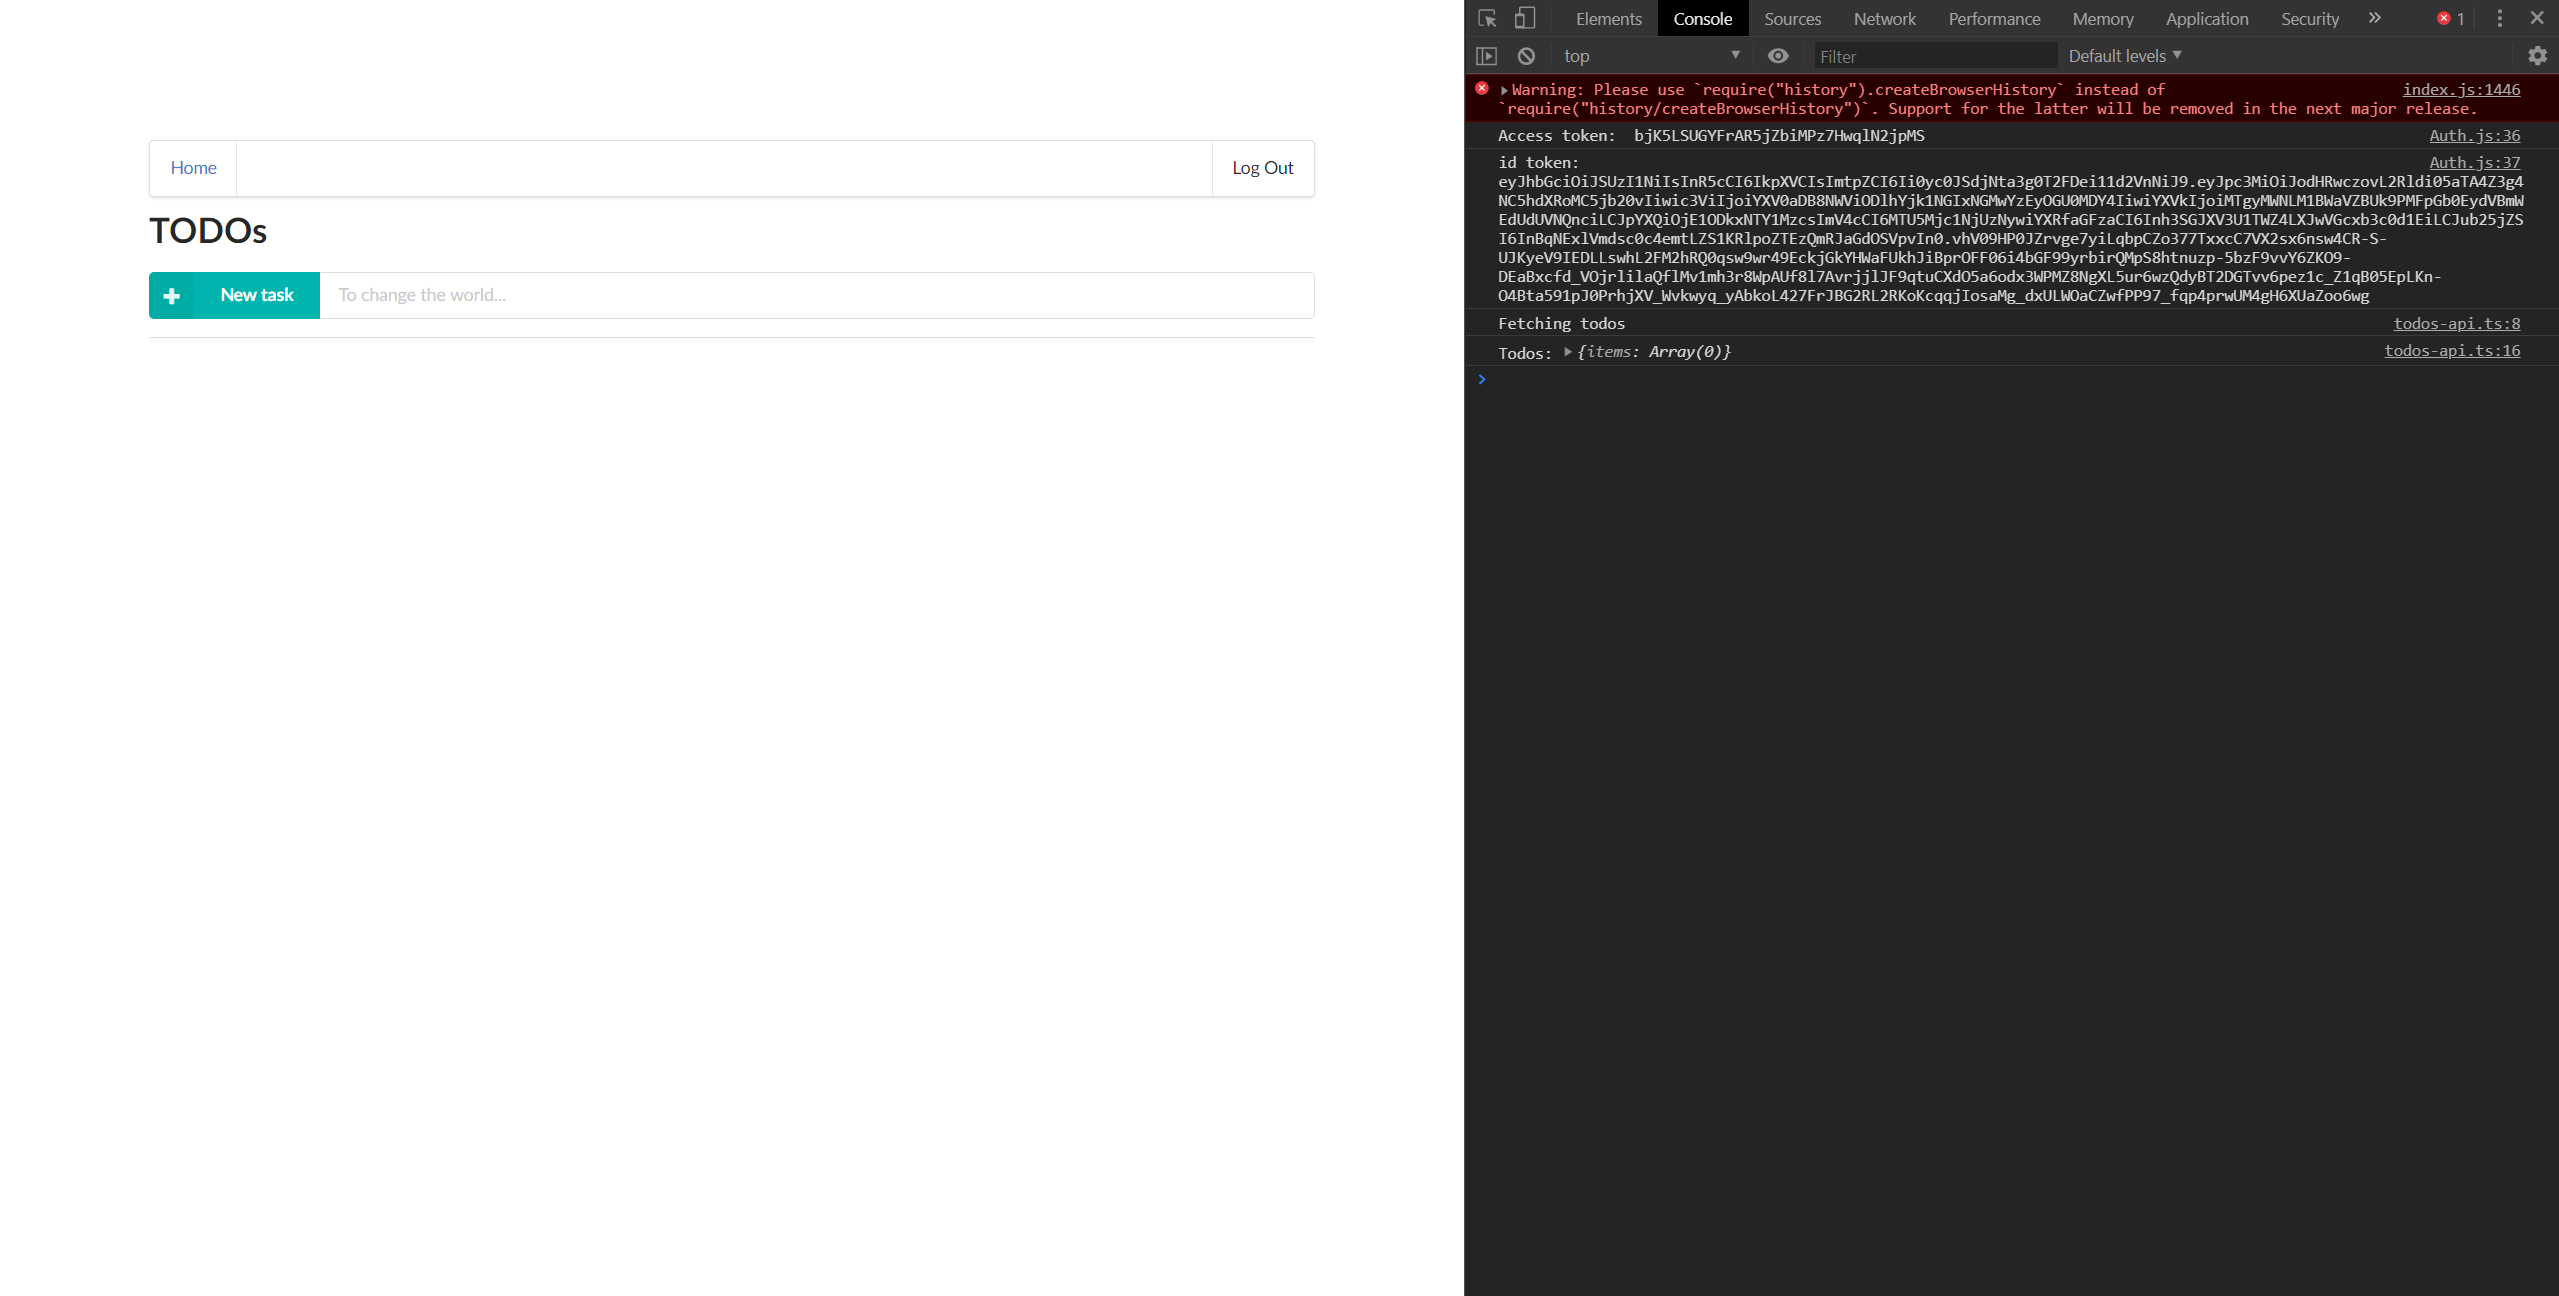 Home
Log Out
TODOs
New task
To change the world...
Elements Console Sources Network Performance Memory Application Security 1
top Filter Default levels
Warning: Please use `require("history").createBrowserHistory` instead of index.js:1446
`require("history/createBrowserHistory")`. Support for the latter will be removed in the next major release.
Access token: bjK5LSUGYFrAR5jZbiMPz7HwqlN2jpMS Auth.js:36
id token: Auth.js:37
eyJhbGciOiJSUzI1NiIsInR5cCI6IkpXVCIsImtpZCI6Ii0yc0JSdjNta3g0T2FDei11d2VnNiJ9.eyJpc3MiOiJodHRwczovL2Rldi05aTA4Z3g4
NC5hdXRoMC5jb20vIiwic3ViIjoiYXV0aDB8NWViODlhYjk1NGIxNGMwYzEyOGU0MDY4IiwiYXVkIjoiMTgyMWNLM1BWaVZBUk9PMFpGb0EydVBmW
EdUdUVNQnciLCJpYXQiOjE1ODkxNTY1MzcsImV4cCI6MTU5Mjc1NjUzNywiYXRfaGFzaCI6Inh3SGJXV3U1TWZ4LXJwVGcxb3c0d1EiLCJub25jZS
I6InBqNExlVmdsc0c4emtLZS1KRlpoZTEzQmRJaGdOSVpvIn0.vhV09HP0JZrvge7yiLqbpCZo377TxxcC7VX2sx6nsw4CR-S-
UJKyeV9IEDLLswhL2FM2hRQ0qsw9wr49EckjGkYHWaFUkhJiBprOFF06i4bGF99yrbirQMpS8htnuzp-5bzF9vvY6ZKO9-
DEaBxcfd_VOjrlilaQflMv1mh3r8WpAUf8l7AvrjjlJF9qtuCXdO5a6odx3WPMZ8NgXL5ur6wzQdyBT2DGTvv6pez1c_Z1qB05EpLKn-
O4Bta591pJ0PrhjXV_Wvkwyq_yAbkoL427FrJBG2RL2RKoKcqqjIosaMg_dxULWOaCZwfPP97_fqp4prwUM4gH6XUaZoo6wg
Fetching todos todos-api.ts:8
Todos: {items: Array(0)} todos-api.ts:16